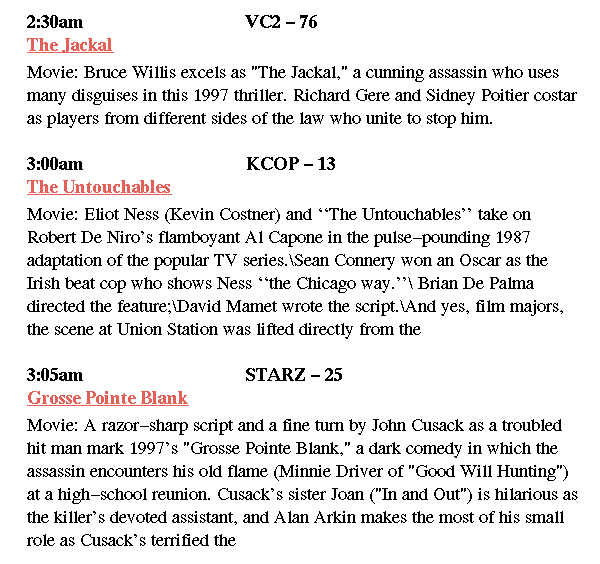 2:30am VC2 – 76
The Jackal
Movie: Bruce Willis excels as "The Jackal," a cunning assassin who uses
many disguises in this 1997 thriller. Richard Gere and Sidney Poitier costar
as players from different sides of the law who unite to stop him.
3:00am KCOP – 13
The Untouchables
Movie: Eliot Ness (Kevin Costner) and ‘‘The Untouchables’’ take on
Robert De Niro’s flamboyant Al Capone in the pulse–pounding 1987
adaptation of the popular TV series.\Sean Connery won an Oscar as the
Irish beat cop who shows Ness ‘‘the Chicago way.’’\ Brian De Palma
directed the feature;\David Mamet wrote the script.\And yes, film majors,
the scene at Union Station was lifted directly from the
3:05am STARZ – 25
Grosse Pointe Blank
Movie: A razor–sharp script and a fine turn by John Cusack as a troubled
hit man mark 1997’s "Grosse Pointe Blank," a dark comedy in which the
assassin encounters his old flame (Minnie Driver of "Good Will Hunting")
at a high–school reunion. Cusack’s sister Joan ("In and Out") is hilarious as
the killer’s devoted assistant, and Alan Arkin makes the most of his small
role as Cusack’s terrified the